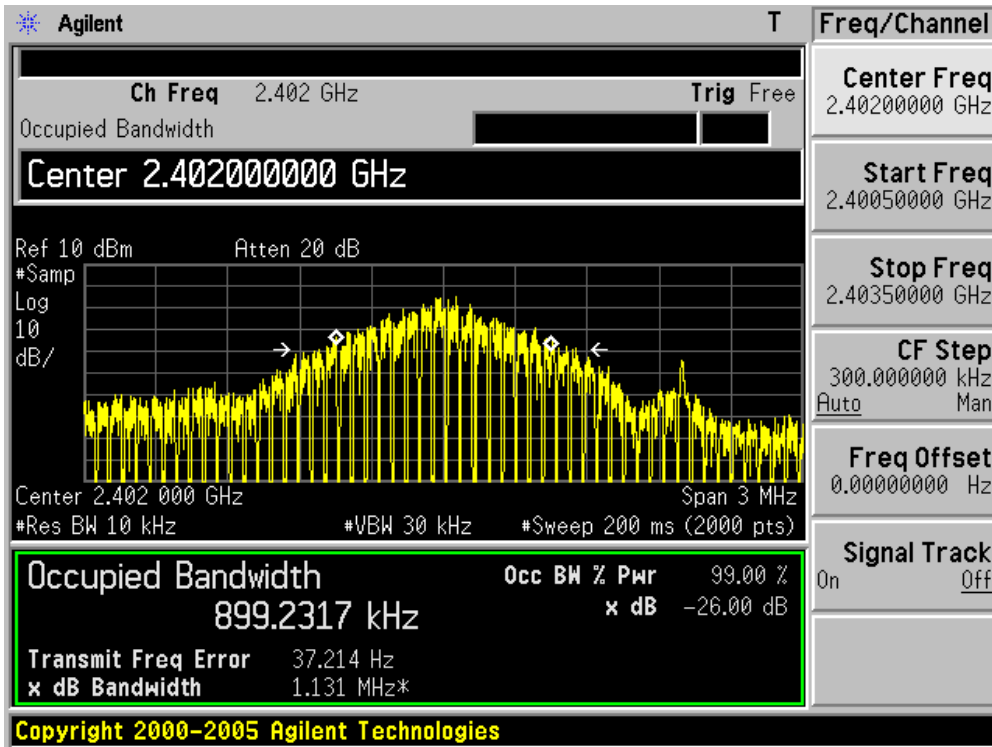 Agilent T Freq/Channel
Ch Freq 2.402 GHz Trig Free
Occupied Bandwidth
Center 2.402000000 GHz
Ref 10 dBm Atten 20 dB
#Samp
Log
10
dB/
Center 2.402 000 GHz Span 3 MHz
#Res BW 10 kHz #VBW 30 kHz #Sweep 200 ms (2000 pts)
Occupied Bandwidth Occ BW % Pwr 99.00 %
899.2317 kHz x dB -26.00 dB
Transmit Freq Error 37.214 Hz
x dB Bandwidth 1.131 MHz*
Center Freq
2.40200000 GHz
Start Freq
2.40050000 GHz
Stop Freq
2.40350000 GHz
CF Step
300.000000 kHz
Auto Man
Freq Offset
0.00000000 Hz
Signal Track
On Off
Copyright 2000-2005 Agilent Technologies